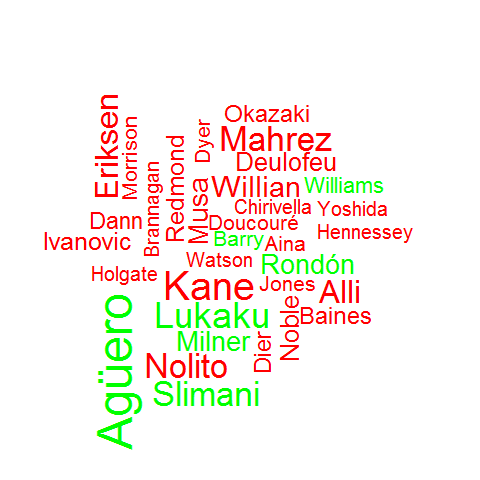 Okazaki
Eriksen
Morrison
Dyer
Mahrez
Redmond
Deulofeu
Brannagan
Musa
Willian
Williams
Chirivella
Yoshida
Dann
Doucouré
Hennessey
Ivanovic
Barry
Aina
Watson
Rondón
Holgate
Kane
Jones
Alli
Agüero
Lukaku
Noble
Baines
Milner
Dier
Nolito
Slimani